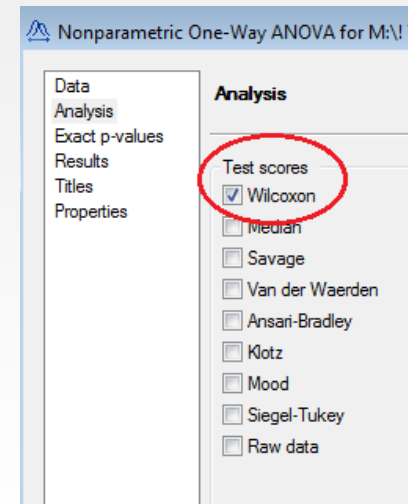 Nonparametric One-Way ANOVA for M:\!
Data
Analysis
Exact p-values
Results
Titles
Properties
Analysis
Test scores
Wilcoxon
Median
Savage
Van der Waerden
Ansari-Bradley
Klotz
Mood
Siegel-Tukey
Raw data